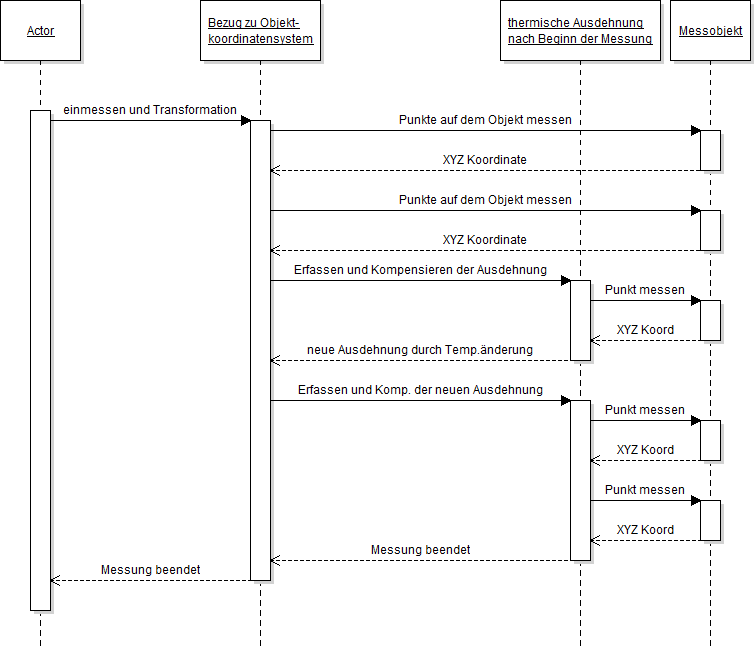 Actor
Bezug zu Objekt-
koordinatensystem
thermische Ausdehnung
nach Beginn der Messung
Messobjekt
einmessen und Transformation
Punkte auf dem Objekt messen
XYZ Koordinate
Punkte auf dem Objekt messen
XYZ Koordinate
Erfassen und Kompensieren der Ausdehnung
Punkt messen
XYZ Koord
neue Ausdehnung durch Temp.änderung
Erfassen und Komp. der neuen Ausdehnung
Punkt messen
XYZ Koord
Punkt messen
XYZ Koord
Messung beendet
Messung beendet